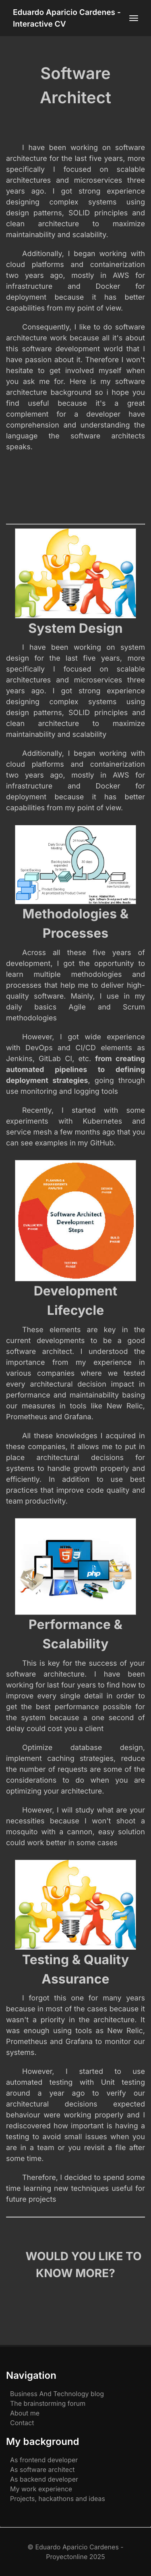 Eduardo Aparicio Cardenes -
Interactive CV
Software
Architect
I have been working on software
architecture for the last five years, more
specifically I focused on scalable
architectures and microservices three
years ago. I got strong experience
designing complex systems using
design patterns, SOLID principles and
clean architecture to maximize
maintainability and scalability.
Additionally, I began working with
cloud platforms and containerization
two years ago, mostly in AWS for
infrastructure and Docker for
deployment because it has better
capabilities from my point of view.
Consequently, I like to do software
architecture work because all it's about
this software development world that I
have passion about it. Therefore I won't
hesitate to get involved myself when
you ask me for. Here is my software
architecture background so i hope you
find useful because it's a great
complement for a developer have
comprehension and understanding the
language the software architects
speaks.
System Design
I have been working on system
design for the last five years, more
specifically I focused on scalable
architectures and microservices three
years ago. I got strong experience
designing complex systems using
design patterns, SOLID principles and
clean architecture to maximize
maintainability and scalability
Additionally, I began working with
cloud platforms and containerization
two years ago, mostly in AWS for
infrastructure and Docker for
deployment because it has better
capabilities from my point of view.
Methodologies &
Processes
Across all these five years of
development, I got the opportunity to
learn multiple methodologies and
processes that help me to deliver high-
quality software. Mainly, I use in my
daily basics Agile and Scrum
methodologies
However, I got wide experience
with DevOps and CI/CD elements as
Jenkins, GitLab CI, etc. from creating
automated pipelines to defining
deployment strategies, going through
use monitoring and logging tools
Recently, I started with some
experiments with Kubernetes and
service mesh a few months ago that you
can see examples in my GitHub.
Software Architect
Development
Steps
Development
Lifecycle
These elements are key in the
current developments to be a good
software architect. I understood the
importance from my experience in
various companies where we tested
every architectural decision impact in
performance and maintainability basing
our measures in tools like New Relic,
Prometheus and Grafana.
All these knowledges I acquired in
these companies, it allows me to put in
place architectural decisions for
systems to handle growth properly and
efficiently. In addition to use best
practices that improve code quality and
team productivity.
Performance &
Scalability
This is key for the success of your
software architecture. I have been
working for last four years to find how to
improve every single detail in order to
get the best performance possible for
the system because a one second of
delay could cost you a client
Optimize database design,
implement caching strategies, reduce
the number of requests are some of the
considerations to do when you are
optimizing your architecture.
However, I will study what are your
necessities because I won't shoot a
mosquito with a cannon, easy solution
could work better in some cases
Testing & Quality
Assurance
I forgot this one for many years
because in most of the cases because it
wasn't a priority in the architecture. It
was enough using tools as New Relic,
Prometheus and Grafana to monitor our
systems.
However, I started to use
automated testing with Unit testing
around a year ago to verify our
architectural decisions expected
behaviour were working properly and I
rediscovered how important is having a
testing to avoid small issues when you
are in a team or you revisit a file after
some time.
Therefore, I decided to spend some
time learning new techniques useful for
future projects
WOULD YOU LIKE TO
KNOW MORE?
Navigation
Business And Technology blog
The brainstorming forum
About me
Contact
My background
As frontend developer
As software architect
As backend developer
My work experience
Projects, hackathons and ideas
© Eduardo Aparicio Cardenes -
Proyectonline 2025